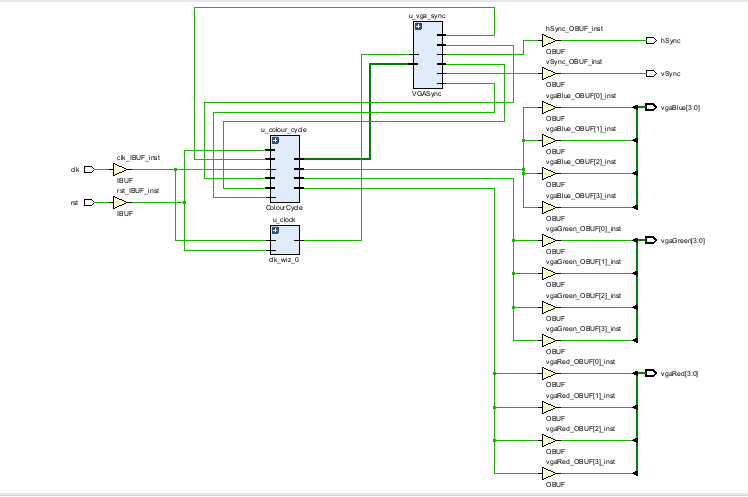 u_vga_sync
VGASync
hSync_OBUF_inst
OBUF
hSync
vSync_OBUF_inst
OBUF
vSync
vgaBlue_OBUF[0]_inst
OBUF
vgaBlue[3:0]
vgaBlue_OBUF[1]_inst
OBUF
vgaBlue_OBUF[2]_inst
OBUF
vgaBlue_OBUF[3]_inst
OBUF
u_colour_cycle
ColourCycle
clk
clk_IBUF_inst
IBUF
rst
rst_IBUF_inst
IBUF
u_clock
clk_wiz_0
vgaGreen_OBUF[0]_inst
OBUF
vgaGreen[3:0]
vgaGreen_OBUF[1]_inst
OBUF
vgaGreen_OBUF[2]_inst
OBUF
vgaGreen_OBUF[3]_inst
OBUF
vgaRed_OBUF[0]_inst
OBUF
vgaRed[3:0]
vgaRed_OBUF[1]_inst
OBUF
vgaRed_OBUF[2]_inst
OBUF
vgaRed_OBUF[3]_inst
OBUF